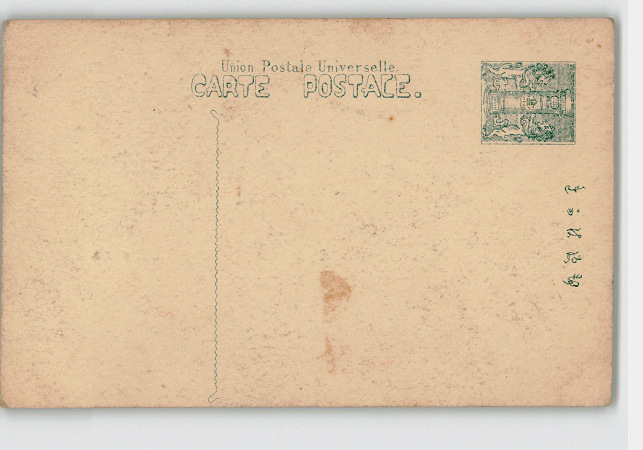 Union Postale Universelle.
CARTE POSTALE.